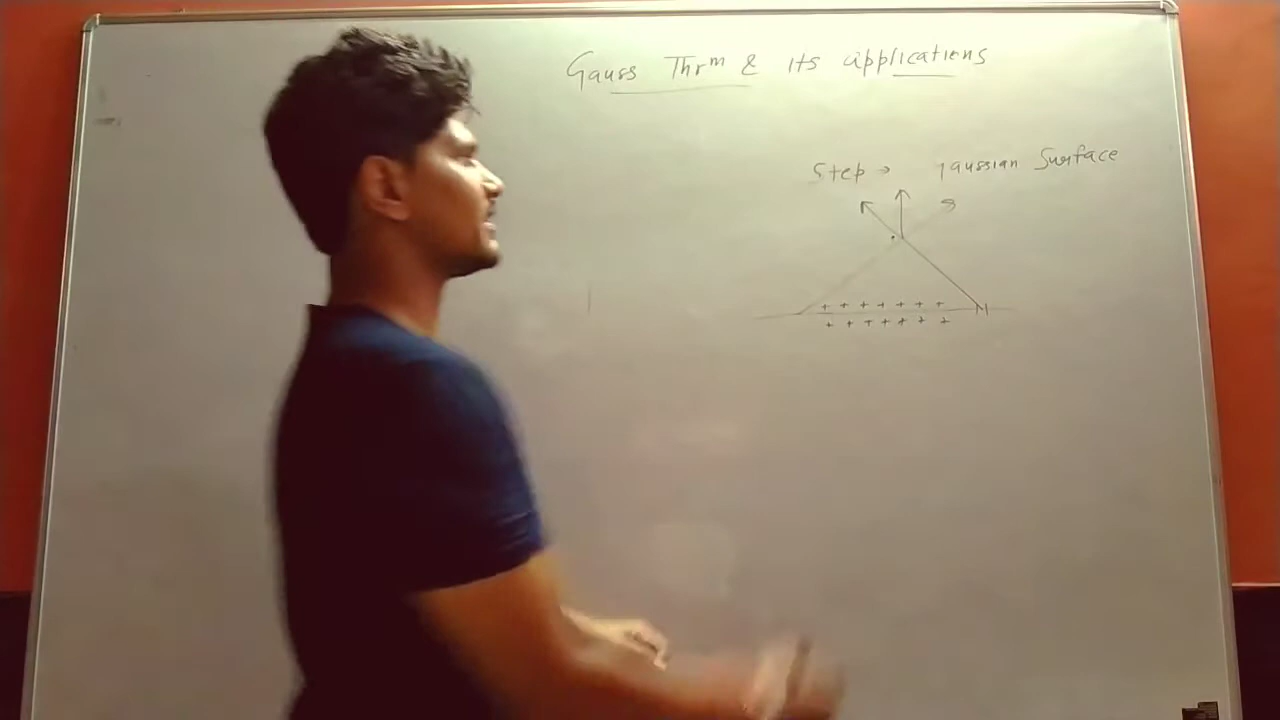 Gauss Thrm & its applications
Step → gaussian Surface
+ + + + + + +
+ + + + + + +